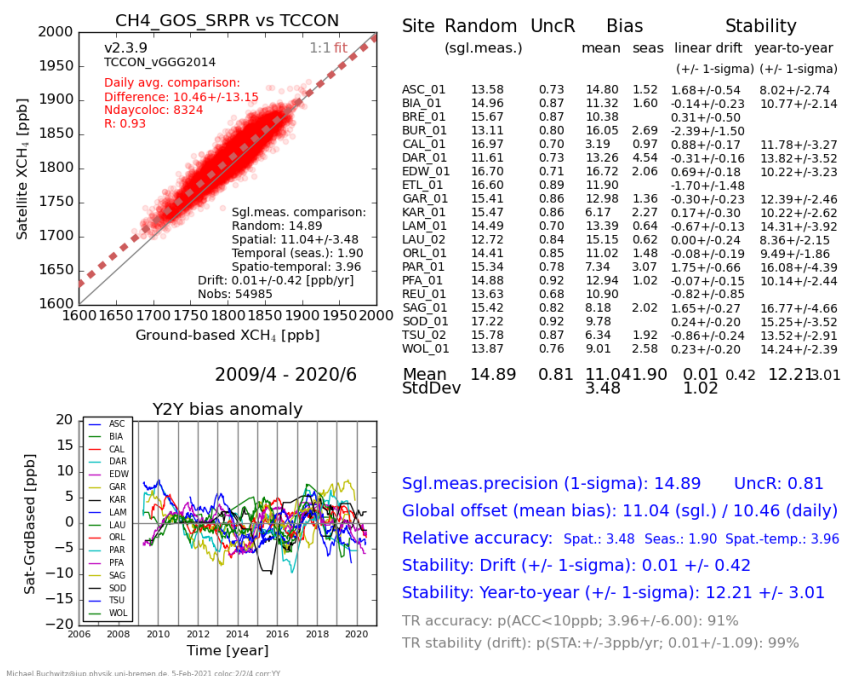 CH4_GOS_SRPR vs TCCON
Satellite XCH4 [ppb]
2000
1950
1900
1850
1800
1750
1700
1650
1600
v2.3.9
TCCON_vGGG2014
1:1 fit
Daily avg. comparison:
Difference: 10.46+/-13.15
Ndaycoloc: 8324
R: 0.93
Sgl.meas. comparison:
Random: 14.89
Spatial: 11.04+/-3.48
Temporal (seas.): 1.90
Spatio-temporal: 3.96
Drift: 0.01+/-0.42 [ppb/yr]
Nobs: 54985
1600 1650 1700 1750 1800 1850 1900 1950 2000
Ground-based XCH4 [ppb]
2009/4 - 2020/6
Site Random UncR Bias Stability
(sgl.meas.) mean seas linear drift year-to-year
(+/- 1-sigma) (+/- 1-sigma)
ASC_01 13.58 0.73 14.80 1.52 1.68+/-0.54 8.02+/-2.74
BIA_01 14.96 0.87 11.32 1.60 -0.14+/-0.23 10.77+/-2.14
BRE_01 15.67 0.87 10.38 0.31+/-0.50
BUR_01 13.11 0.80 16.05 2.69 -2.39+/-1.50
CAL_01 16.97 0.70 3.19 0.97 0.88+/-0.17 11.78+/-3.27
DAR_01 11.61 0.73 13.26 4.54 -0.31+/-0.16 13.82+/-3.52
EDW_01 16.70 0.71 16.72 2.06 0.69+/-0.18 10.22+/-3.23
ETL_01 16.60 0.89 11.90 -1.70+/-1.48
GAR_01 15.41 0.86 12.98 1.36 -0.30+/-0.23 12.39+/-2.46
KAR_01 15.47 0.86 6.17 2.27 0.17+/-0.30 10.22+/-2.62
LAM_01 14.49 0.70 13.39 0.64 -0.67+/-0.13 14.31+/-3.92
LAU_02 12.72 0.84 15.15 0.62 0.00+/-0.24 8.36+/-2.15
ORL_01 14.41 0.85 11.02 1.48 -0.08+/-0.19 9.49+/-1.86
PAR_01 15.34 0.78 7.34 3.07 1.75+/-0.66 16.08+/-4.39
PFA_01 14.88 0.92 12.94 1.02 -0.07+/-0.15 10.14+/-2.44
REU_01 13.63 0.68 10.90 -0.82+/-0.85
SAG_01 15.42 0.82 8.18 2.02 1.65+/-0.27 16.77+/-4.66
SOD_01 17.22 0.92 9.78 0.24+/-0.20 15.25+/-3.52
TSU_02 15.78 0.87 6.34 1.92 -0.86+/-0.24 13.52+/-2.91
WOL_01 13.87 0.76 9.01 2.58 0.23+/-0.20 14.24+/-2.39
Mean 14.89 0.81 11.04 1.90 0.01 0.42 12.21 3.01
StdDev 3.48 1.02
Y2Y bias anomaly
Sat-GrdBased [ppb]
20
15
10
5
0
−5
−10
−15
−20
ASC
BIA
CAL
DAR
EDW
GAR
KAR
LAM
LAU
ORL
PAR
PFA
SAG
SOD
TSU
WOL
2006 2008 2010 2012 2014 2016 2018 2020
Time [year]
Sgl.meas.precision (1-sigma): 14.89 UncR: 0.81
Global offset (mean bias): 11.04 (sgl.) / 10.46 (daily)
Relative accuracy: Spat.: 3.48 Seas.: 1.90 Spat.-temp.: 3.96
Stability: Drift (+/- 1-sigma): 0.01 +/- 0.42
Stability: Year-to-year (+/- 1-sigma): 12.21 +/- 3.01
TR accuracy: p(ACC<10ppb; 3.96+/-6.00): 91%
TR stability (drift): p(STA:+/-3ppb/yr; 0.01+/-1.09): 99%
Michael.Buchwitz@iup.physik.uni-bremen.de, 5-Feb-2021 coloc:2/2/4 corr:YY